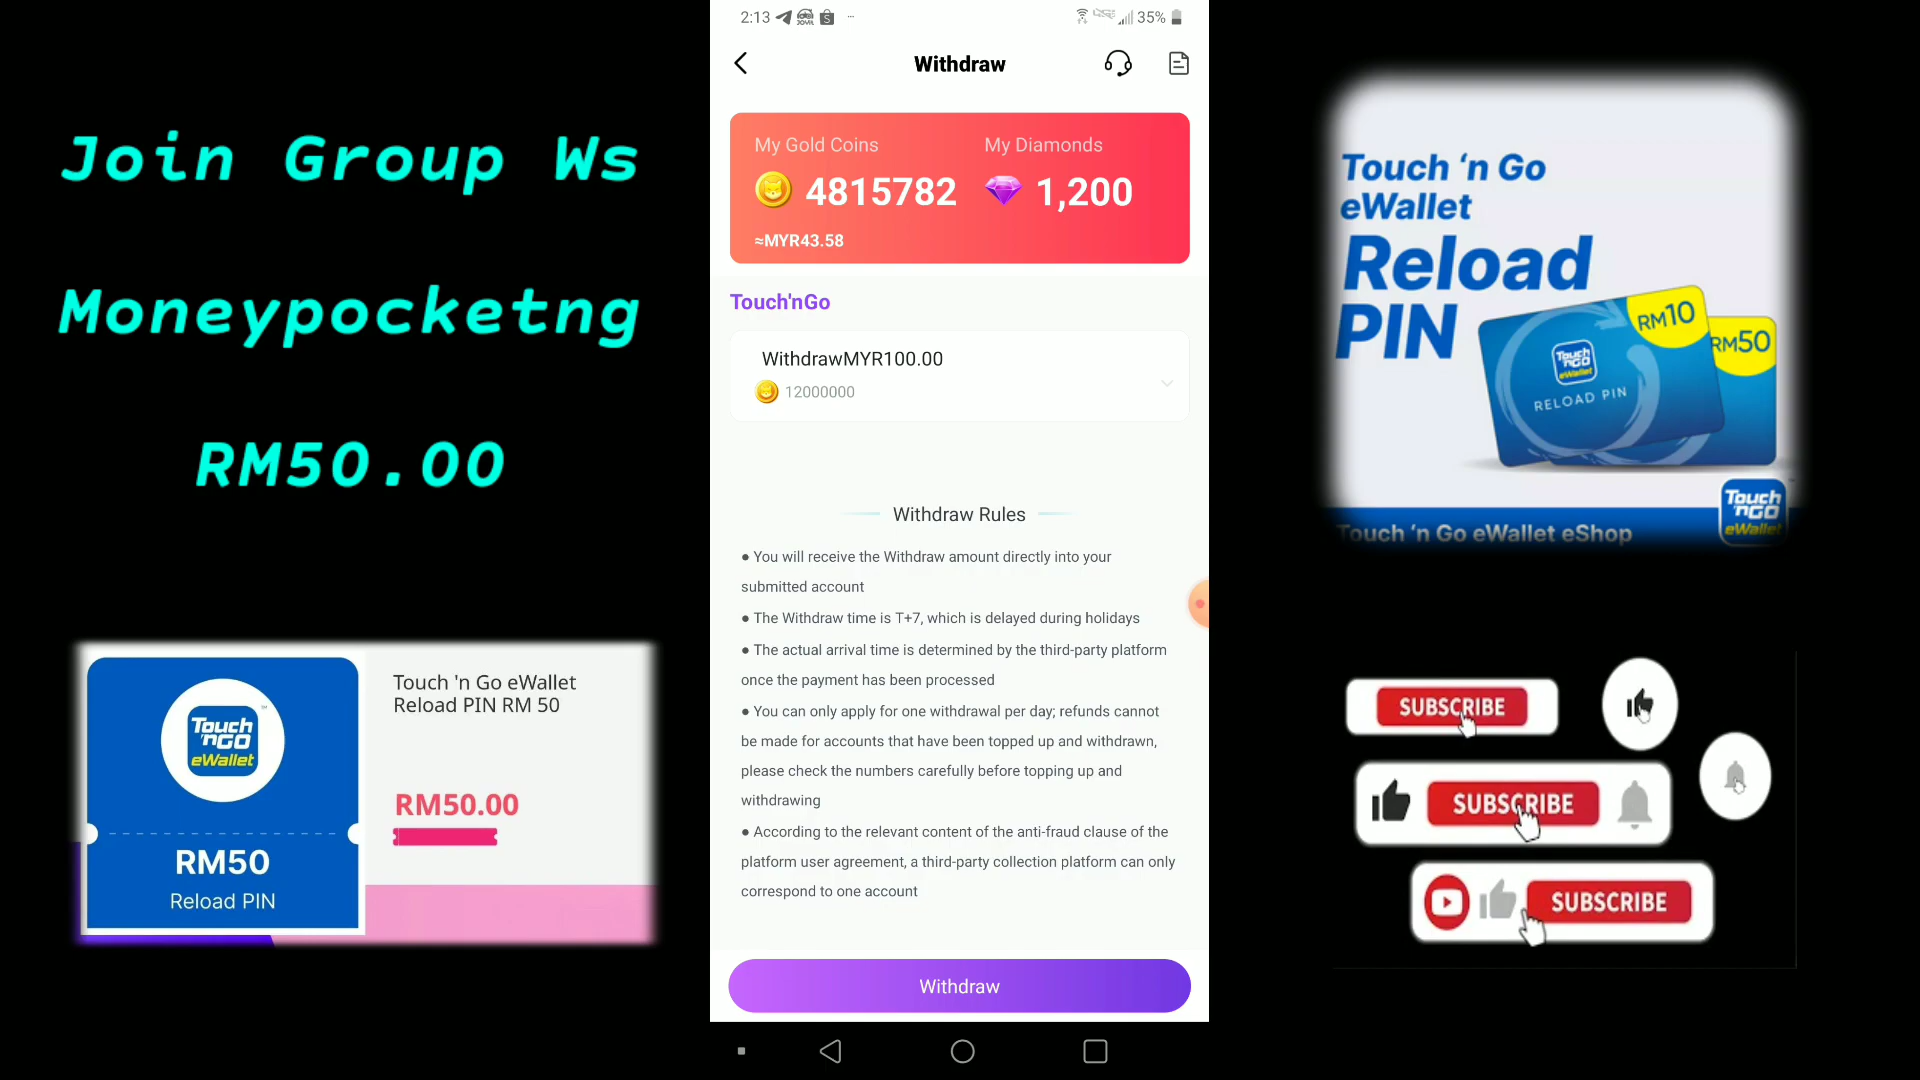 Join Group Ws
Moneypocketng
RM50.00
Touch 'n Go eWallet
Reload PIN RM 50
RM50.00
Touch
'nGO
eWallet
RM50
Reload PIN
2:13
35%
Withdraw
My Gold Coins
My Diamonds
4815782
1,200
≈MYR43.58
Touch'nGo
WithdrawMYR100.00
12000000
Withdraw Rules
● You will receive the Withdraw amount directly into your
submitted account
● The Withdraw time is T+7, which is delayed during holidays
● The actual arrival time is determined by the third-party platform
once the payment has been processed
● You can only apply for one withdrawal per day; refunds cannot
be made for accounts that have been topped up and withdrawn,
please check the numbers carefully before topping up and
withdrawing
● According to the relevant content of the anti-fraud clause of the
platform user agreement, a third-party collection platform can only
correspond to one account
Withdraw
Touch ‘n Go
eWallet
Reload
PIN
RM10
RM50
Touch
'nGO
eWallet
RELOAD PIN
Touch
'nGO
eWallet
Touch ‘n Go eWallet eShop
SUBSCRIBE
SUBSCRIBE
SUBSCRIBE